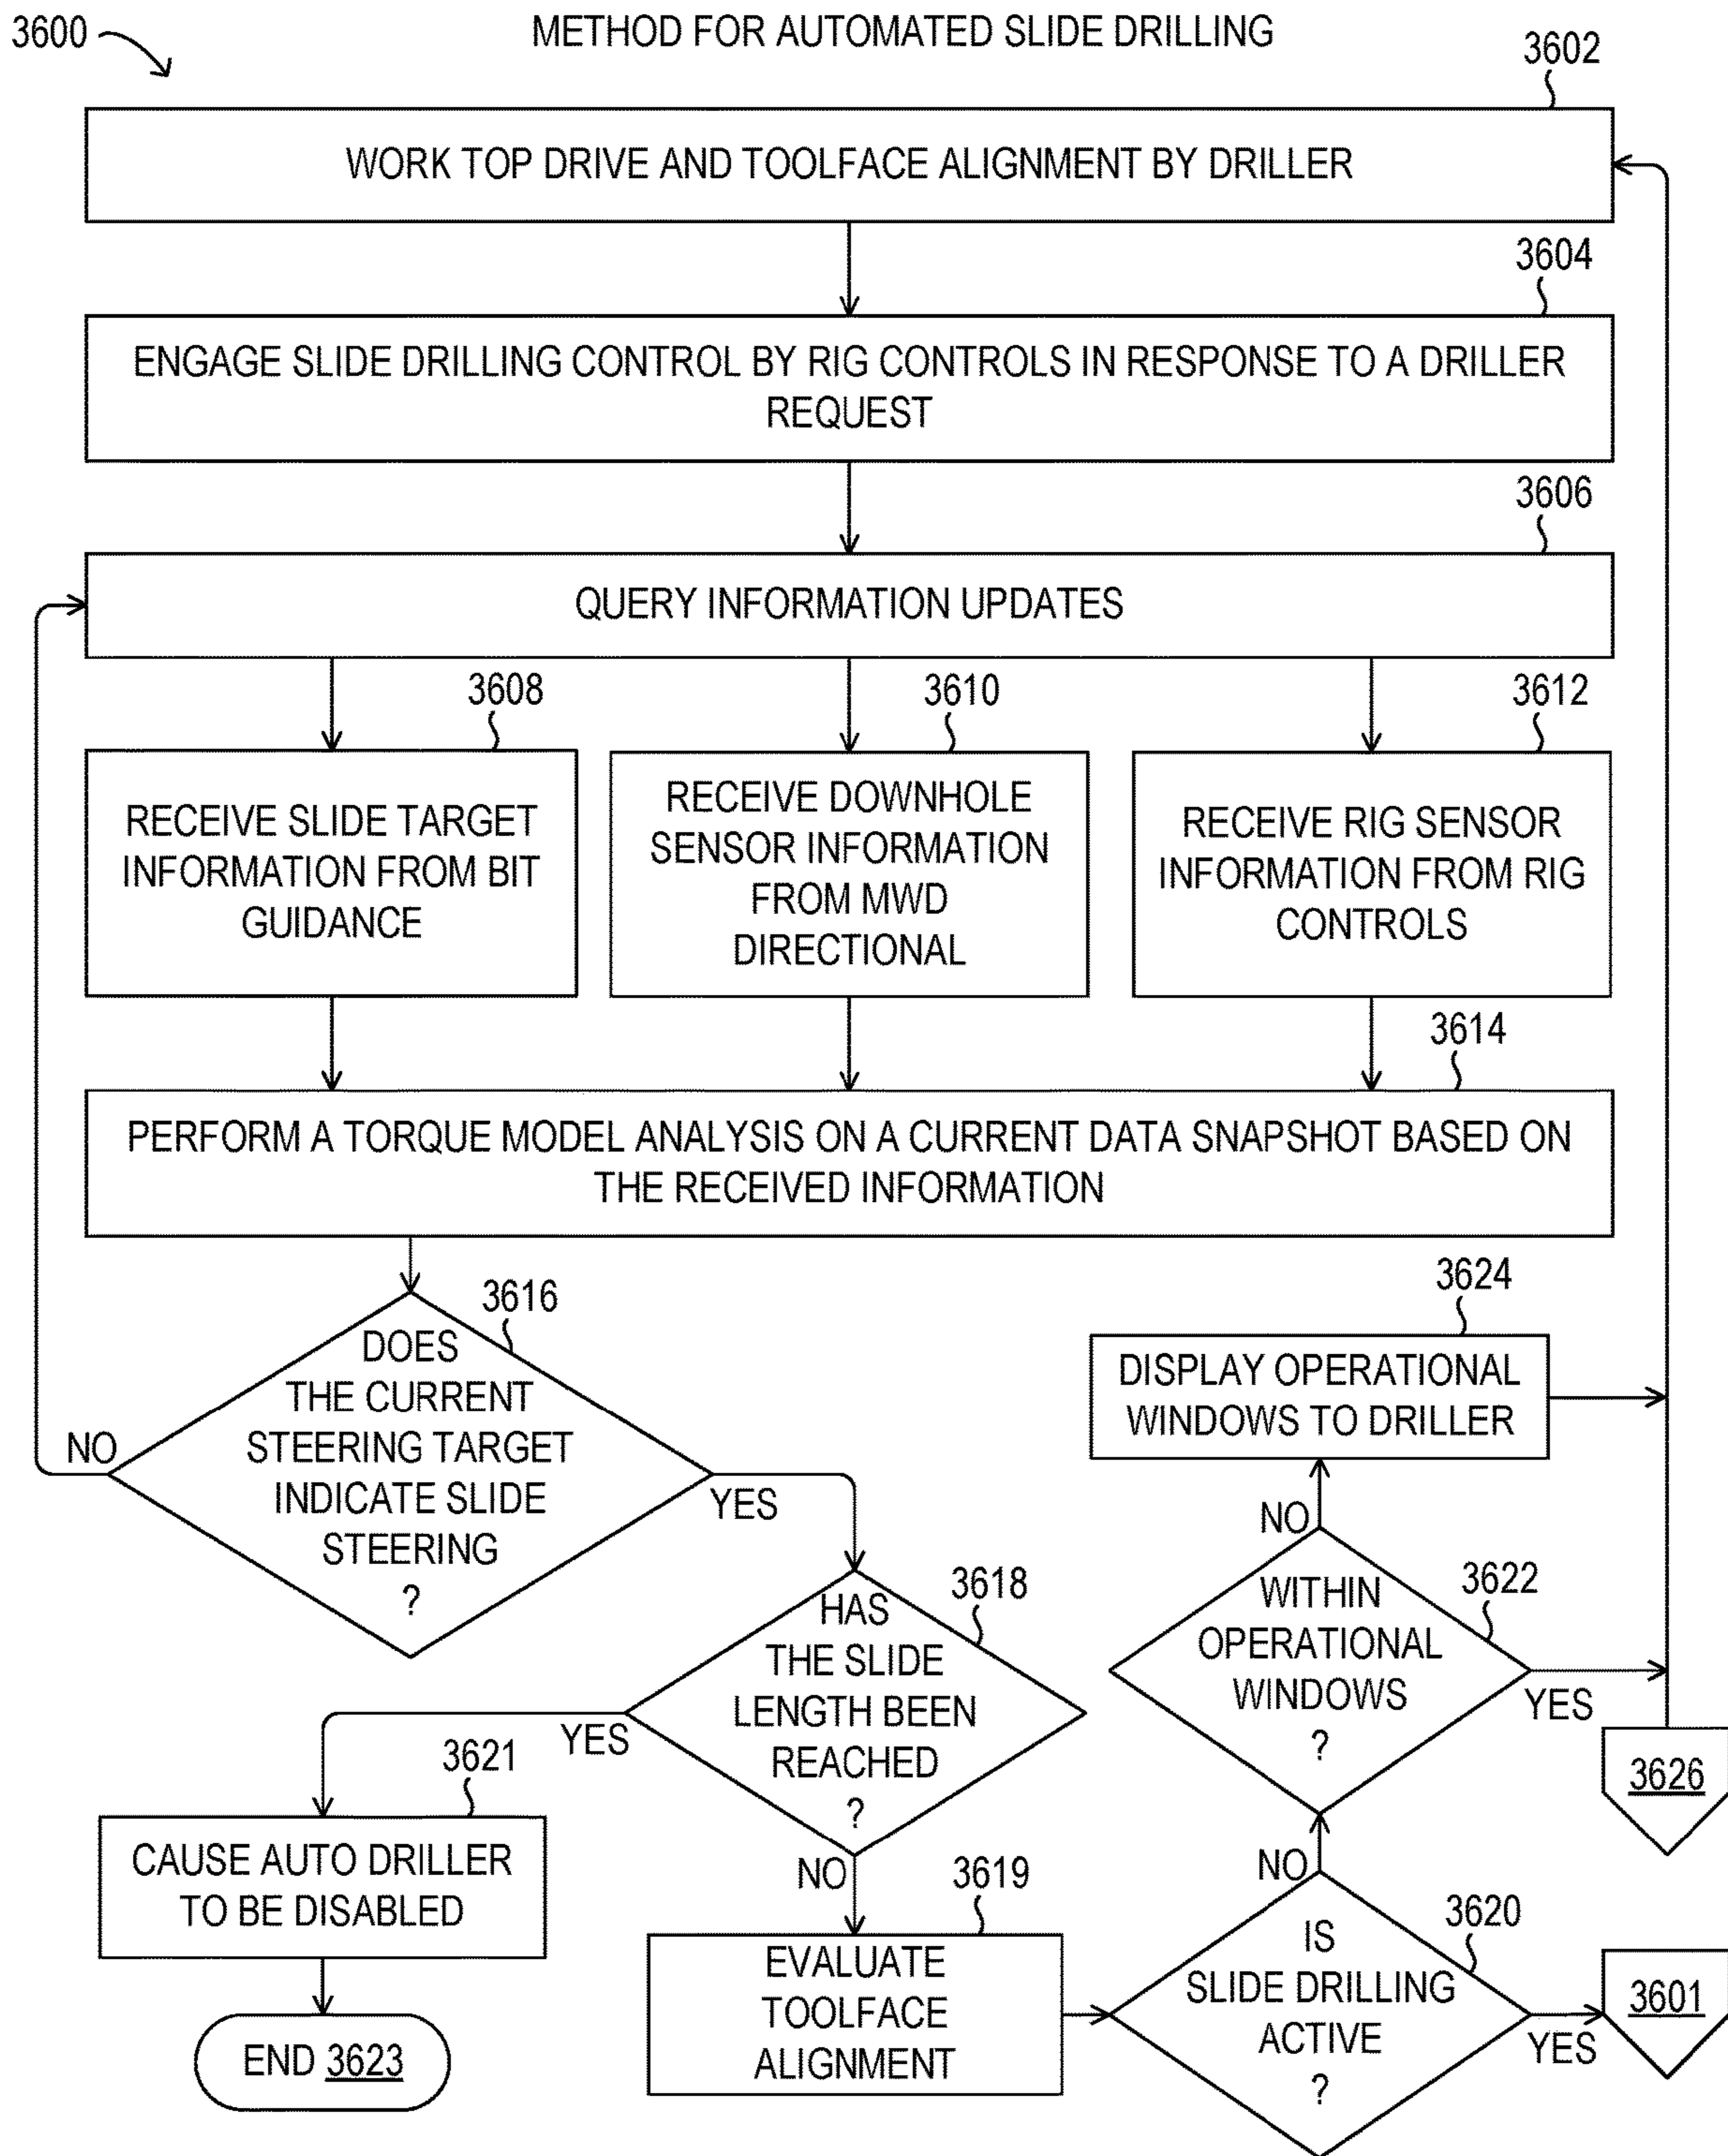 3600
METHOD FOR AUTOMATED SLIDE DRILLING
3602
WORK TOP DRIVE AND TOOLFACE ALIGNMENT BY DRILLER
3604
ENGAGE SLIDE DRILLING CONTROL BY RIG CONTROLS IN RESPONSE TO A DRILLER
REQUEST
3606
QUERY INFORMATION UPDATES
3608
RECEIVE SLIDE TARGET
INFORMATION FROM BIT
GUIDANCE
3610
RECEIVE DOWNHOLE
SENSOR INFORMATION
FROM MWD
DIRECTIONAL
3612
RECEIVE RIG SENSOR
INFORMATION FROM RIG
CONTROLS
3614
PERFORM A TORQUE MODEL ANALYSIS ON A CURRENT DATA SNAPSHOT BASED ON
THE RECEIVED INFORMATION
3616
DOES
THE CURRENT
STEERING TARGET
INDICATE SLIDE
STEERING
?
NO
YES
3618
HAS
THE SLIDE
LENGTH BEEN
REACHED
?
YES
NO
3621
CAUSE AUTO DRILLER
TO BE DISABLED
END 3623
3619
EVALUATE
TOOLFACE
ALIGNMENT
3620
IS
SLIDE DRILLING
ACTIVE
?
NO
YES
3601
3622
WITHIN
OPERATIONAL
WINDOWS
?
NO
YES
3624
DISPLAY OPERATIONAL
WINDOWS TO DRILLER
3626